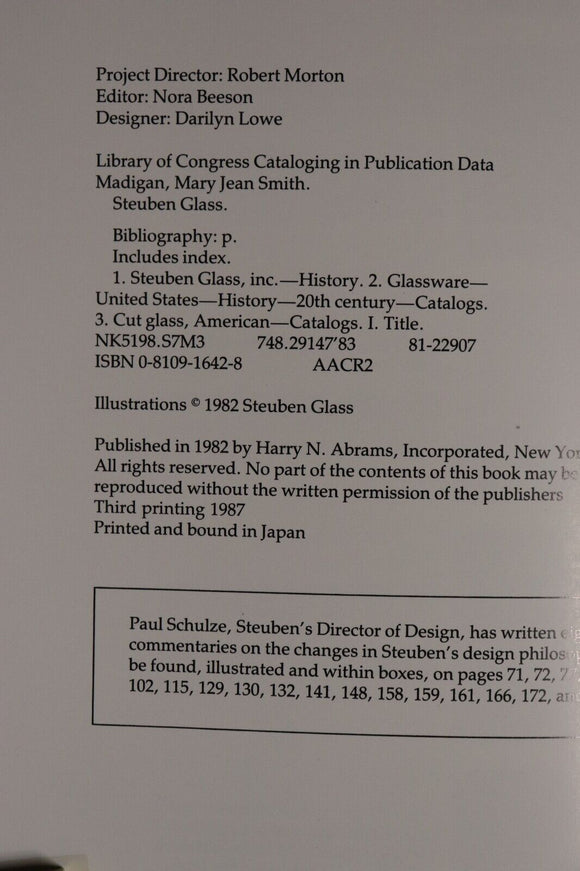 Project Director: Robert Morton
Editor: Nora Beeson
Designer: Darilyn Lowe
Library of Congress Cataloging in Publication Data
Madigan, Mary Jean Smith.
Steuben Glass.
Bibliography: p.
Includes index.
1. Steuben Glass, inc.—History. 2. Glassware—
United States—History—20th century—Catalogs.
3. Cut glass, American—Catalogs. I. Title.
NK5198.S7M3 748.29147'83 81-22907
ISBN 0-8109-1642-8 AACR2
Illustrations © 1982 Steuben Glass
Published in 1982 by Harry N. Abrams, Incorporated, New
All rights reserved. No part of the contents of this book may be
reproduced without the written permission of the publishers
Third printing 1987
Printed and bound in Japan
Paul Schulze, Steuben's Director of Design, has written
commentaries on the changes in Steuben's design
be found, illustrated and within boxes, on pages 71, 72,
102, 115, 129, 130, 132, 141, 148, 158, 159, 161, 166, 172,